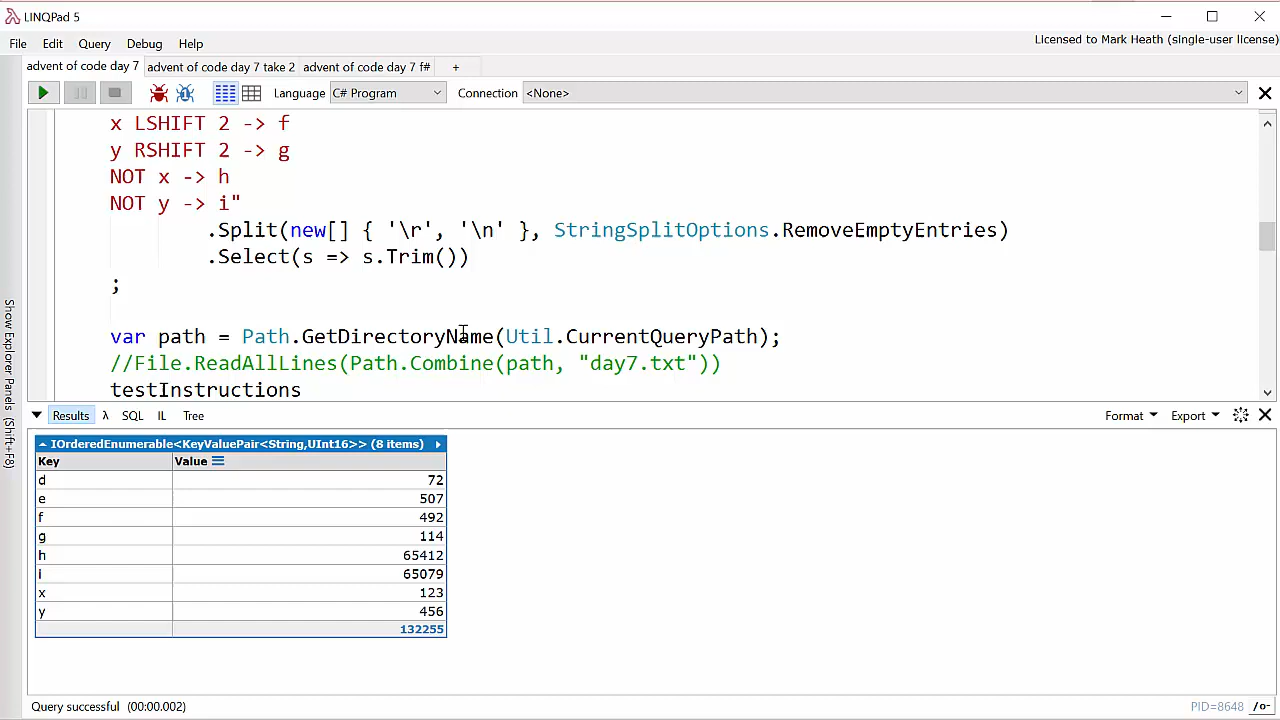 LINQPad 5
File Edit Query Debug Help
Licensed to Mark Heath (single-user license)
advent of code day 7 advent of code day 7 take 2 advent of code day 7 f# +
Language C# Program Connection <None>
x LSHIFT 2 -> f
y RSHIFT 2 -> g
NOT x -> h
NOT y -> i"
.Split(new[] { '\r', '\n' }, StringSplitOptions.RemoveEmptyEntries)
.Select(s => s.Trim())
;
var path = Path.GetDirectoryName(Util.CurrentQueryPath);
//File.ReadAllLines(Path.Combine(path, "day7.txt"))
testInstructions
Show Explorer Panels (Shift+F8)
Results λ SQL IL Tree
Format Export
IOrderedEnumerable<KeyValuePair<String,UInt16>> (8 items)
Key Value
d 72
e 507
f 492
g 114
h 65412
i 65079
x 123
y 456
132255
Query successful (00:00.002)
PID=8648 /o-